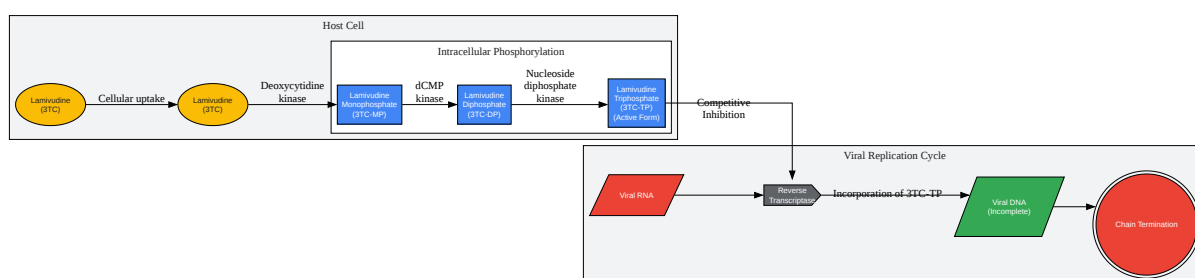 Host Cell
Intracellular Phosphorylation
Lamivudine
(3TC)
Cellular uptake
Lamivudine
(3TC)
Deoxycytidine
kinase
Lamivudine
Monophosphate
(3TC-MP)
dCMP
kinase
Lamivudine
Diphosphate
(3TC-DP)
Nucleoside
diphosphate
kinase
Lamivudine
Triphosphate
(3TC-TP)
(Active Form)
Competitive
Inhibition
Viral Replication Cycle
Viral RNA
Reverse
Transcriptase
Incorporation of 3TC-TP
Viral DNA
(Incomplete)
Chain Termination